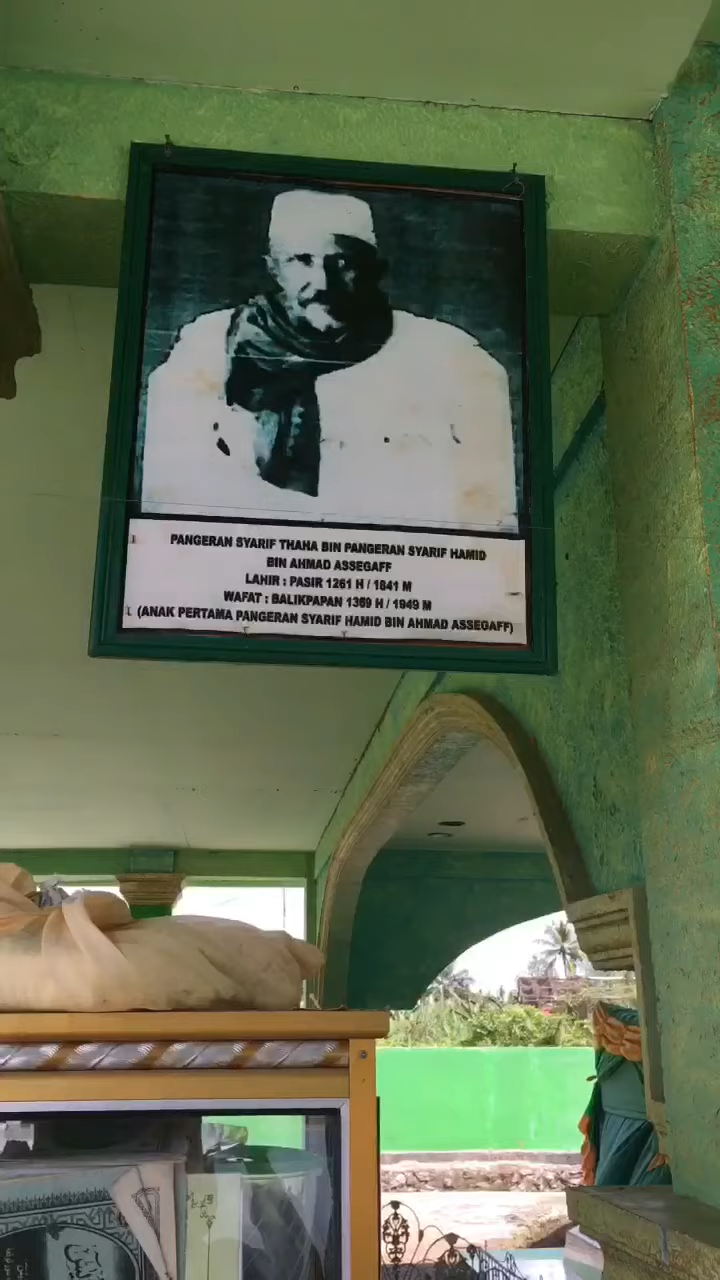 PANGERAN SYARIF THAHA BIN PANGERAN SYARIF HAMID
BIN AHMAD ASSEGAFF
LAHIR : PASIR 1261 H / 1841 M
WAFAT : BALIKPAPAN 1369 H / 1949 M
(ANAK PERTAMA PANGERAN SYARIF HAMID BIN AHMAD ASSEGAFF)